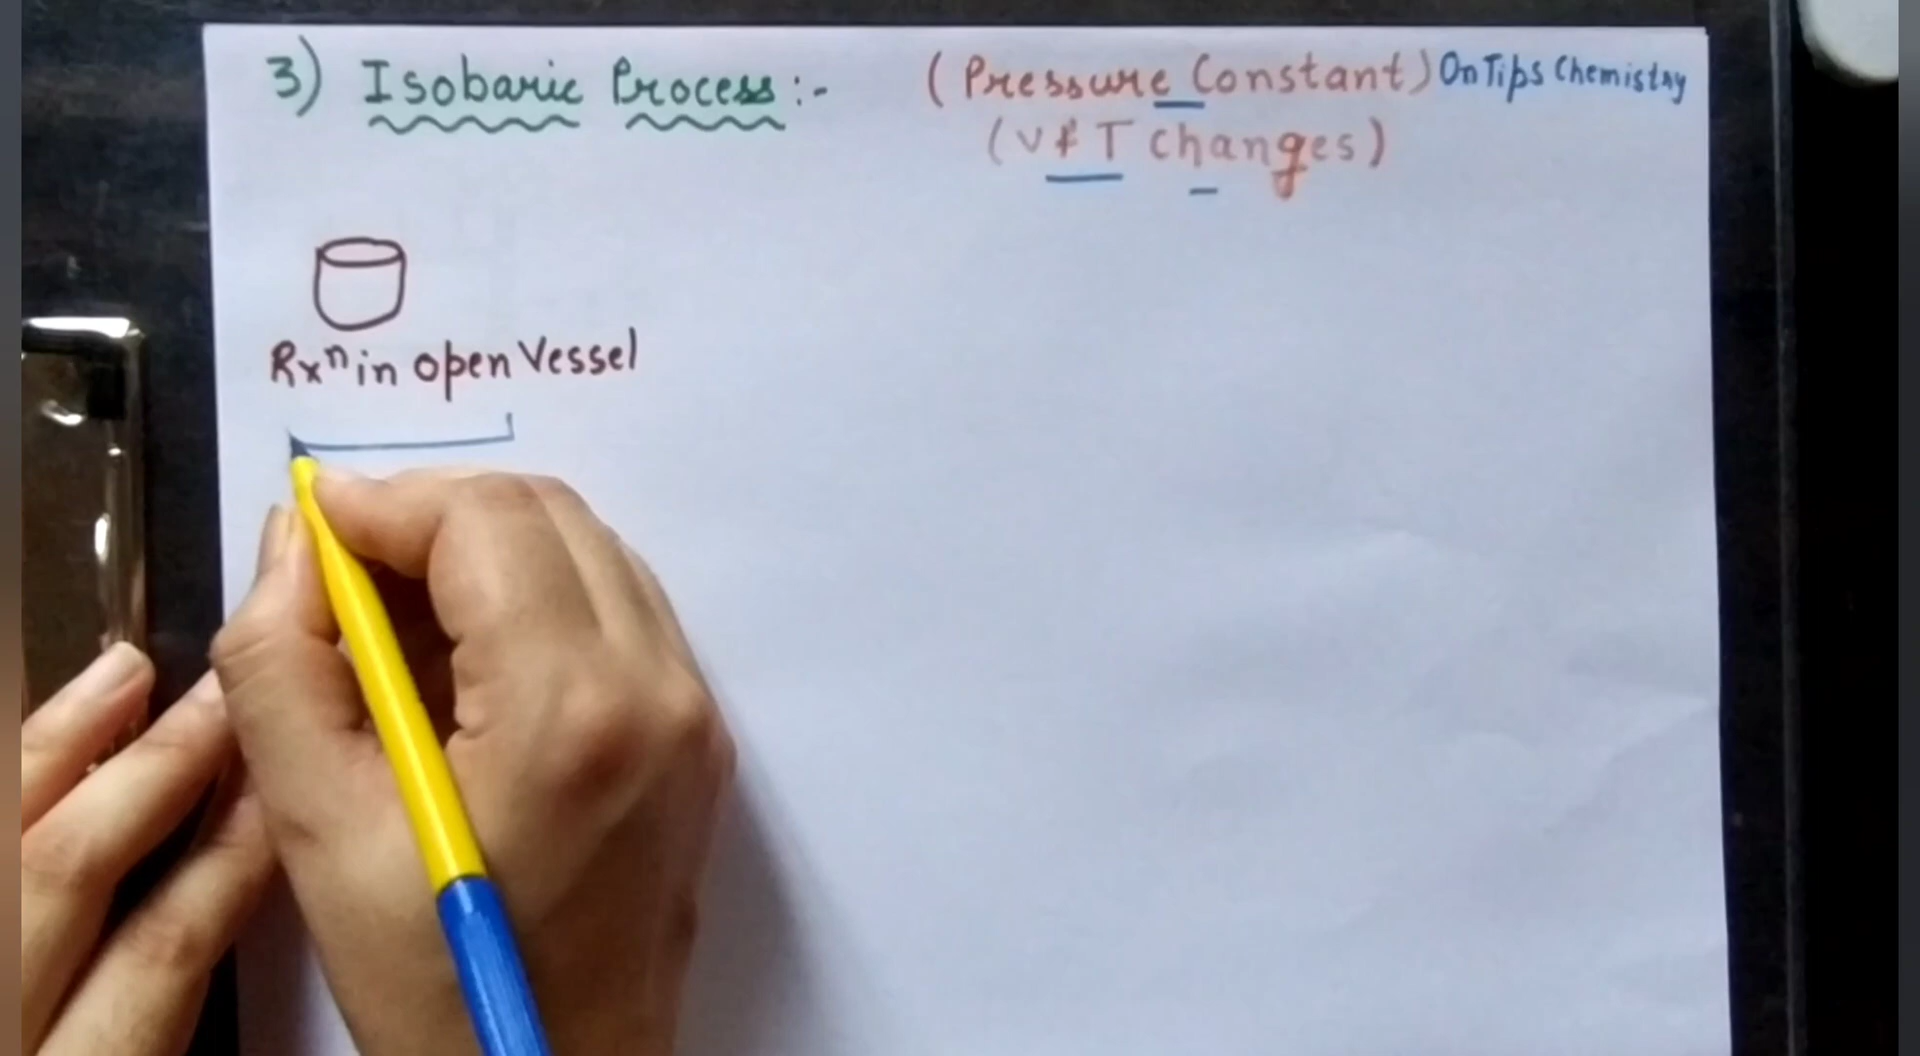 3) Isobaric Process:- (Pressure Constant) OnTips Chemistry
(V & T Changes)
Rxⁿ in open Vessel